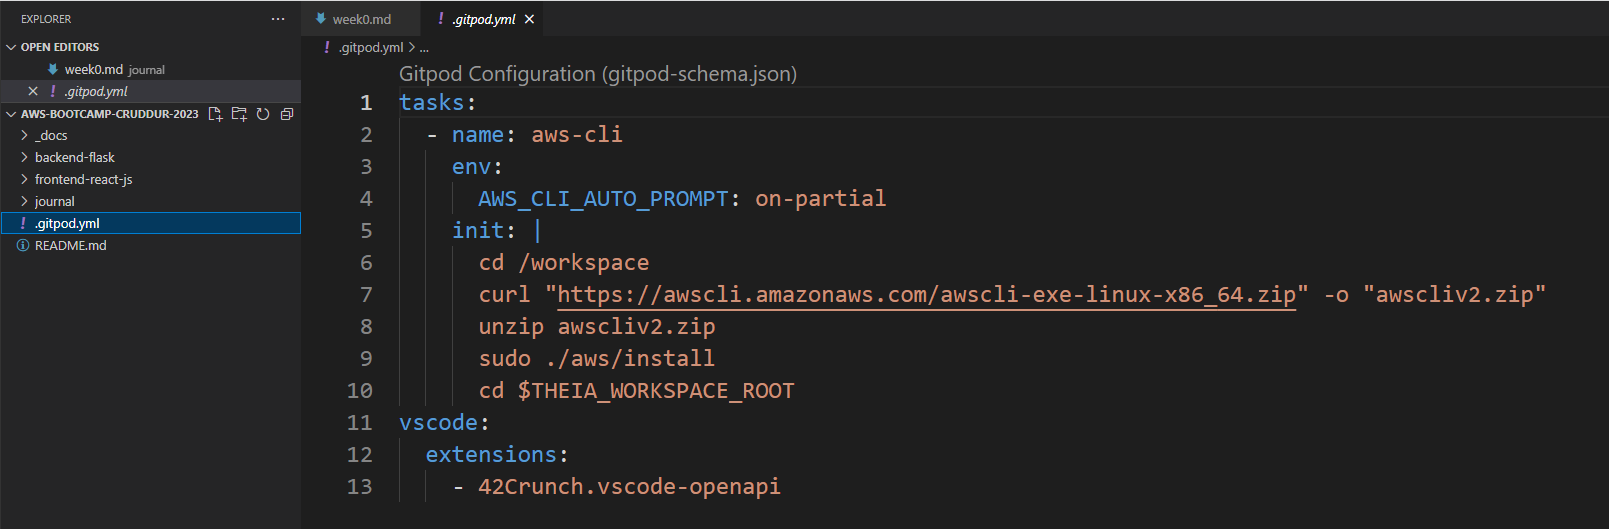 EXPLORER ...
OPEN EDITORS
week0.md journal
.gitpod.yml
AWS-BOOTCAMP-CRUDDUR-2023
_docs
backend-flask
frontend-react-js
journal
! .gitpod.yml
README.md
week0.md ! .gitpod.yml
! .gitpod.yml > ...
Gitpod Configuration (gitpod-schema.json)
1 tasks:
2 - name: aws-cli
3 env:
4 AWS_CLI_AUTO_PROMPT: on-partial
5 init: |
6 cd /workspace
7 curl "https://awscli.amazonaws.com/awscli-exe-linux-x86_64.zip" -o "awscliv2.zip"
8 unzip awscliv2.zip
9 sudo ./aws/install
10 cd $THEIA_WORKSPACE_ROOT
11 vscode:
12 extensions:
13 - 42Crunch.vscode-openapi